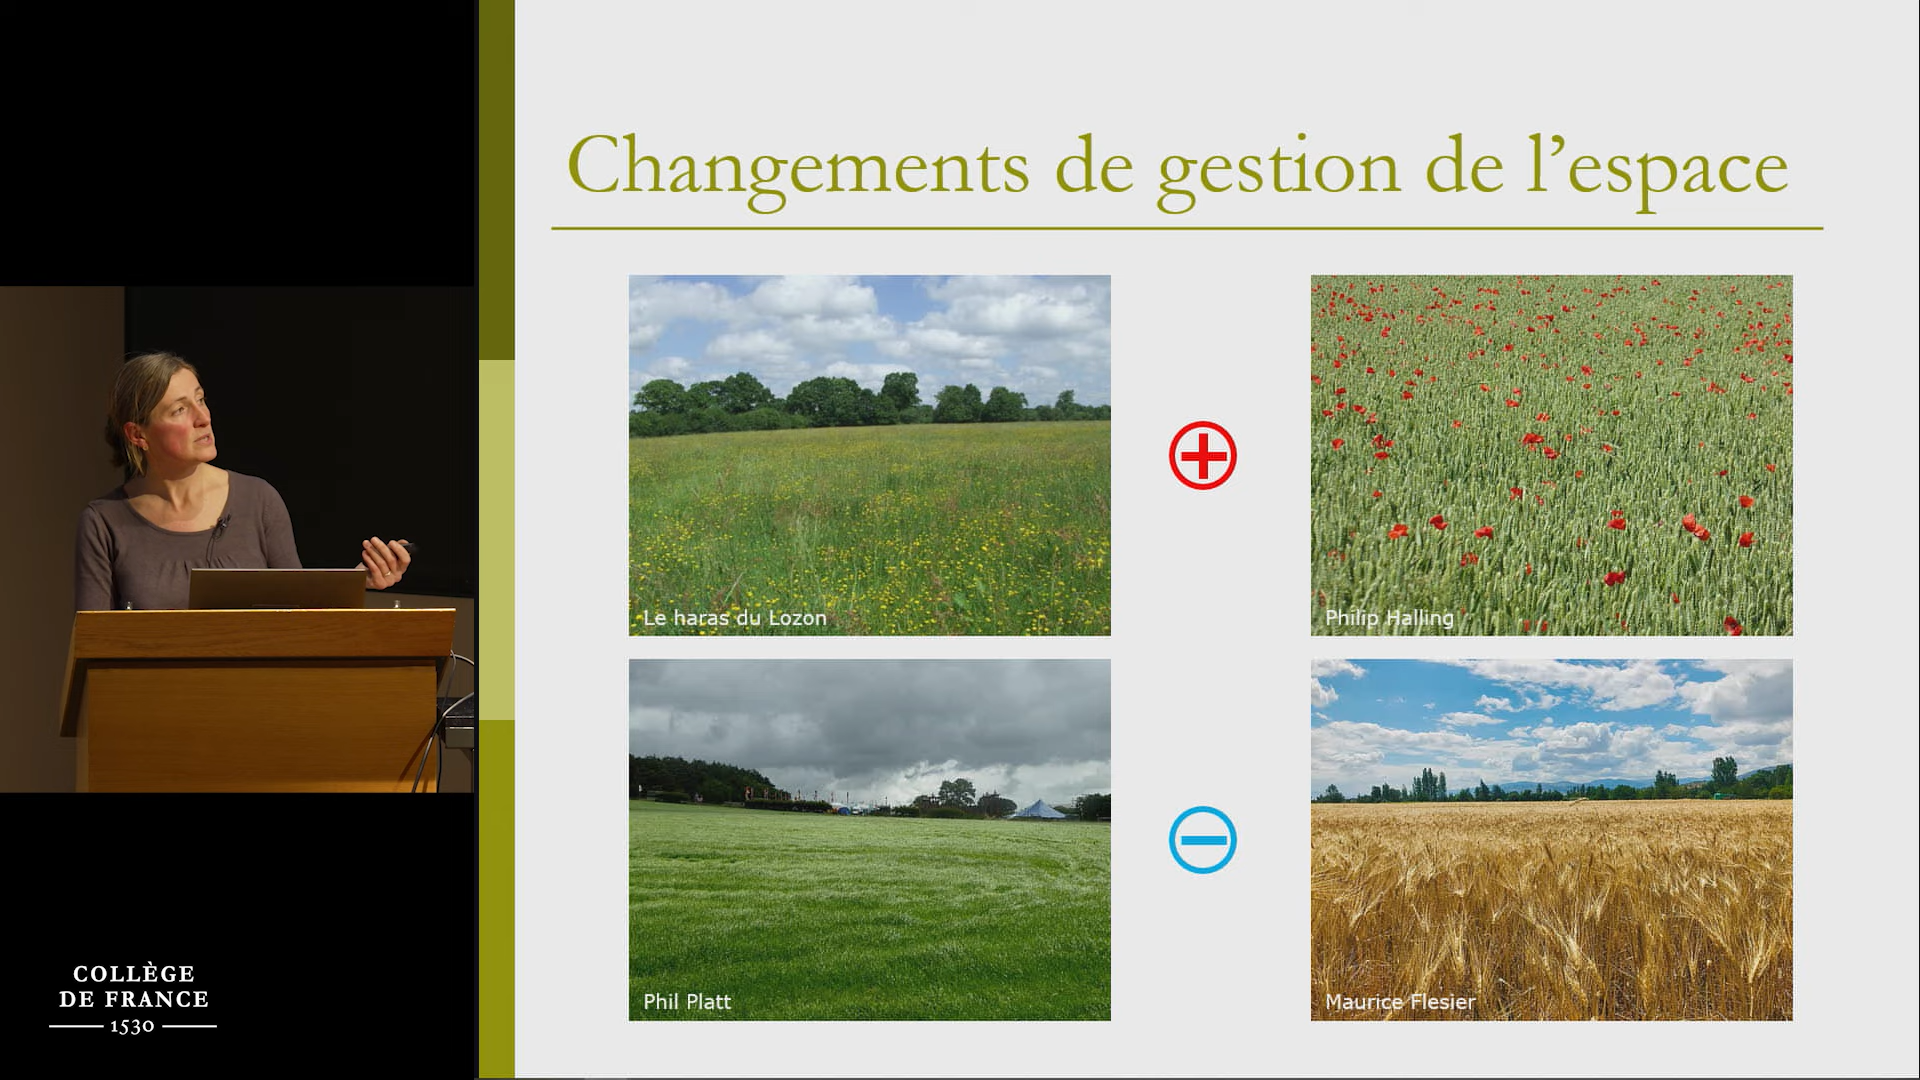 Changements de gestion de l’espace
Le haras du Lozon
Philip Halling
Phil Platt
Maurice Flesier
COLLÈGE
DE FRANCE
1530